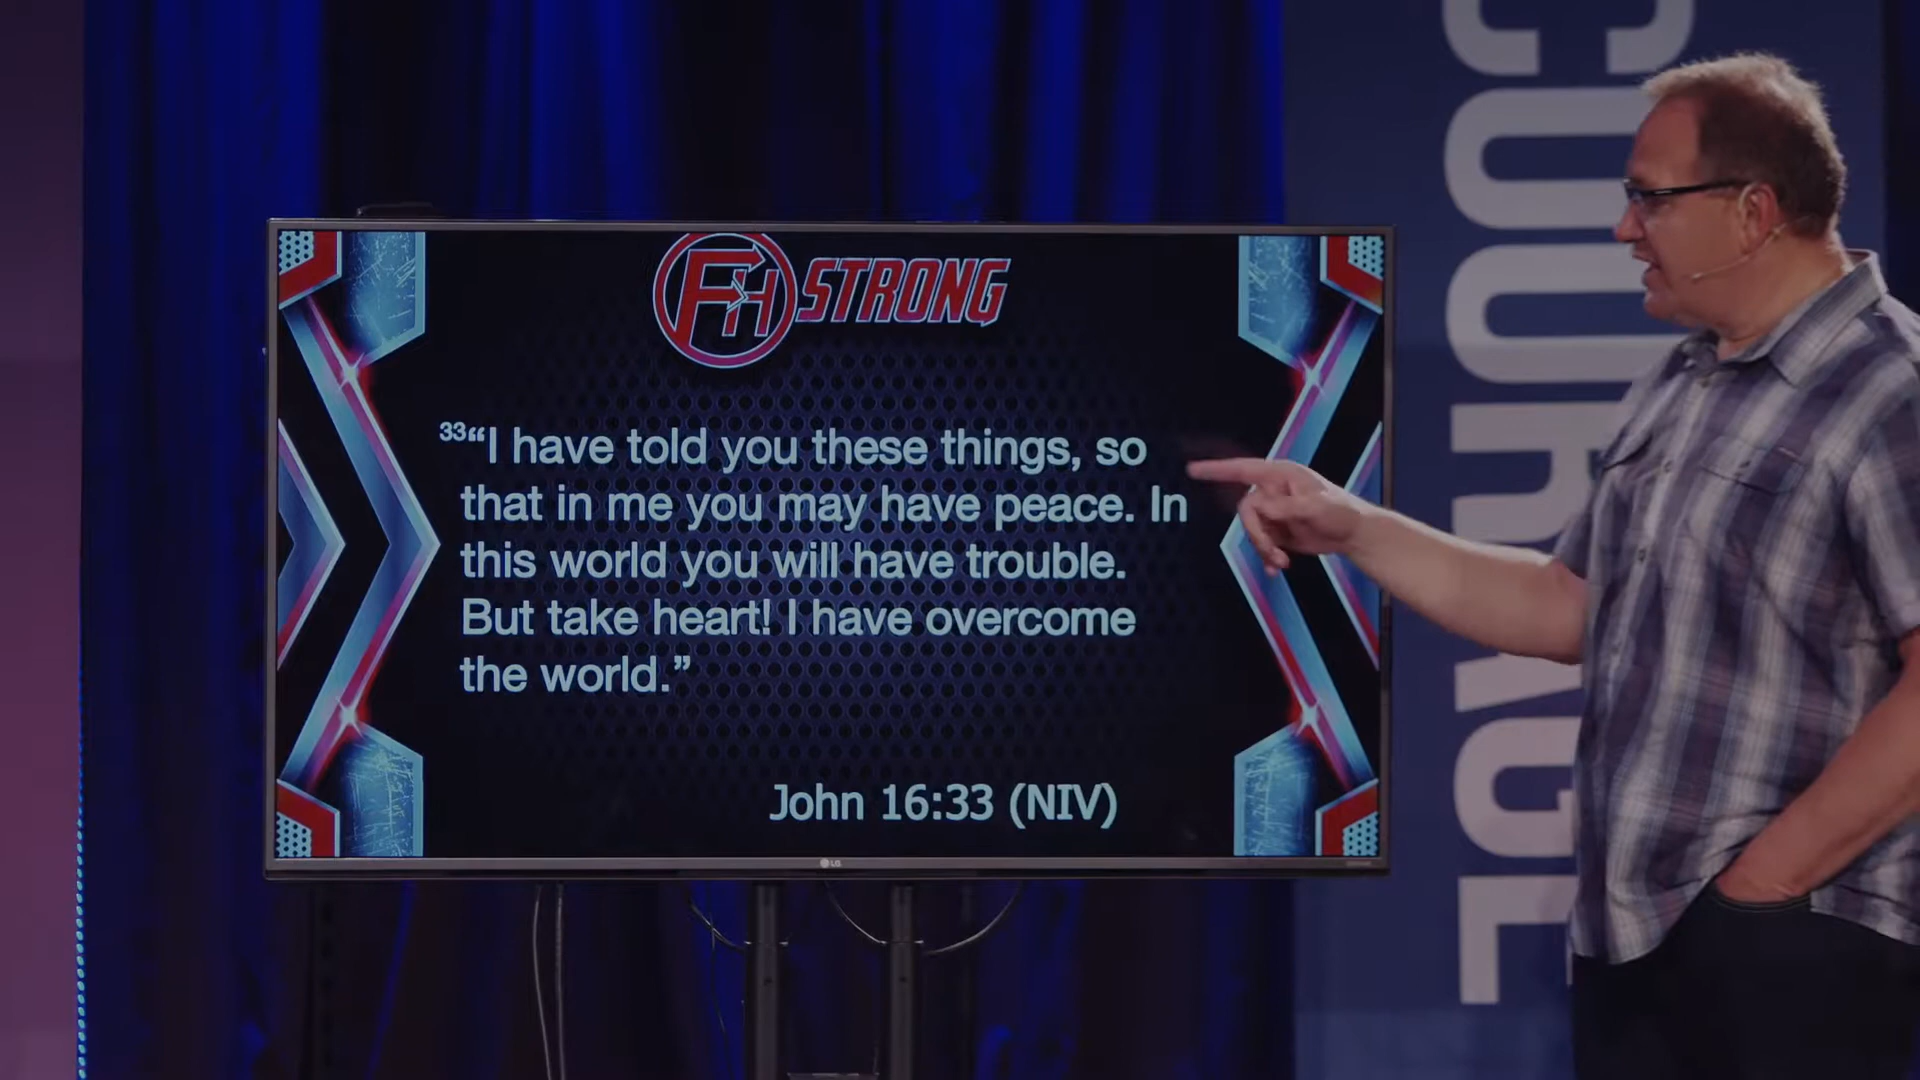 FH STRONG
33“I have told you these things, so
that in me you may have peace. In
this world you will have trouble.
But take heart! I have overcome
the world.”
John 16:33 (NIV)
LG
COURAGE